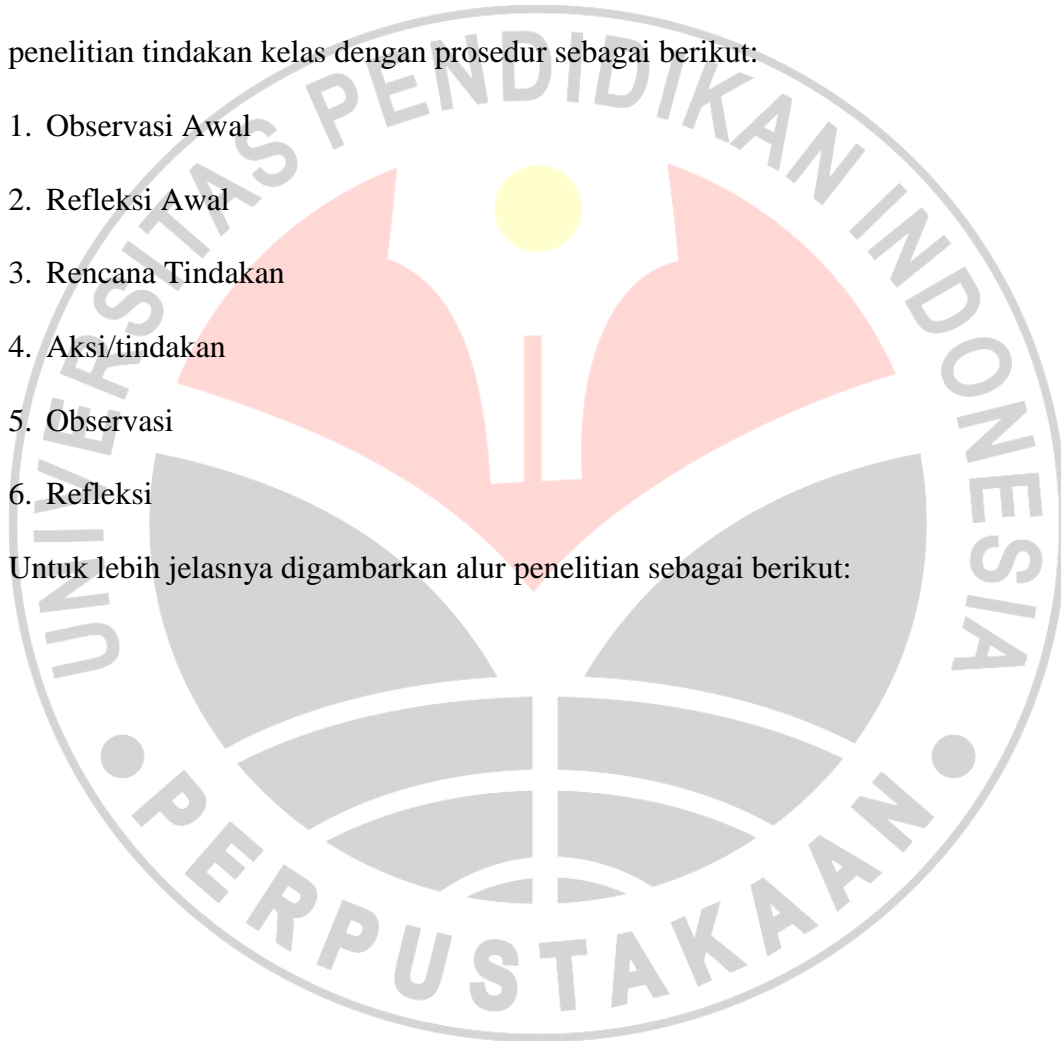 penelitian tindakan kelas dengan prosedur sebagai berikut:
1. Observasi Awal
2. Refleksi Awal
3. Rencana Tindakan
4. Aksi/tindakan
5. Observasi
6. Refleksi
Untuk lebih jelasnya digambarkan alur penelitian sebagai berikut:
UNIVERSITAS PENDIDIKAN INDONESIA
PERPUSTAKAAN